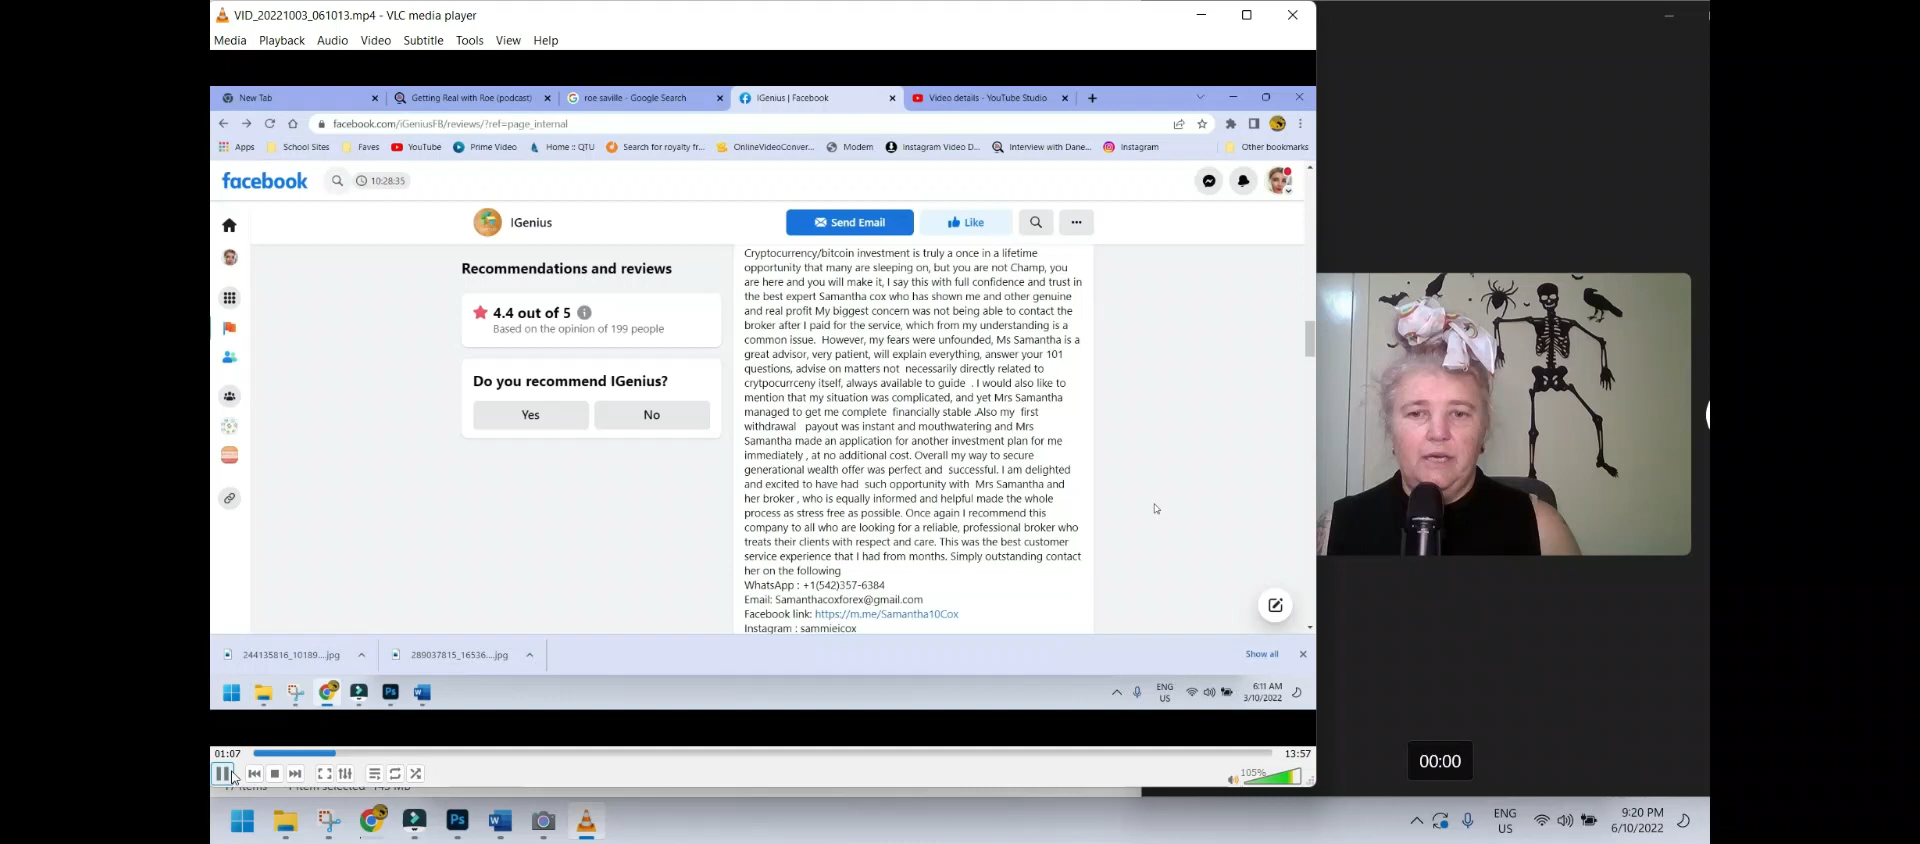 VID_20221003_061013.mp4 - VLC media player
Media Playback Audio Video Subtitle Tools View Help
New Tab
Getting Real with Roe (podcast)
roe saville - Google Search
IGenius | Facebook
Video details - YouTube Studio
facebook.com/iGeniusFB/reviews/?ref=page_internal
Apps School Sites Faves YouTube Prime Video Home :: QTU Search for royalty fr... OnlineVideoConver... Modem Instagram Video D... Interview with Dane... Instagram Other bookmarks
facebook
10:28:35
IGenius
Send Email
Like
Recommendations and reviews
4.4 out of 5
Based on the opinion of 199 people
Do you recommend IGenius?
Yes No
Cryptocurrency/bitcoin investment is truly a once in a lifetime
opportunity that many are sleeping on, but you are not Champ, you
are here and you will make it, I say this with full confidence and trust in
the best expert Samantha cox who has shown me and other genuine
and real profit My biggest concern was not being able to contact the
broker after I paid for the service, which from my understanding is a
common issue. However, my fears were unfounded, Ms Samantha is a
great advisor, very patient, will explain everything, answer your 101
questions, advise on matters not necessarily directly related to
crytpocurrceny itself, always available to guide . I would also like to
mention that my situation was complicated, and yet Mrs Samantha
managed to get me complete financially stable .Also my first
withdrawal payout was instant and mouthwatering and Mrs
Samantha made an application for another investment plan for me
immediately , at no additional cost. Overall my way to secure
generational wealth offer was perfect and successful. I am delighted
and excited to have had such opportunity with Mrs Samantha and
her broker , who is equally informed and helpful made the whole
process as stress free as possible. Once again I recommend this
company to all who are looking for a reliable, professional broker who
treats their clients with respect and care. This was the best customer
service experience that I had from months. Simply outstanding contact
her on the following
WhatsApp : +1(542)357-6384
Email: Samanthacoxforex@gmail.com
Facebook link: https://m.me/Samantha10Cox
Instagram : sammieicox
244135816_10189....jpg
289037815_16536....jpg
Show all
Ps
ENG
US
6:11 AM
3/10/2022
01:07
13:57
105%
00:00
Ps
ENG
US
9:20 PM
6/10/2022